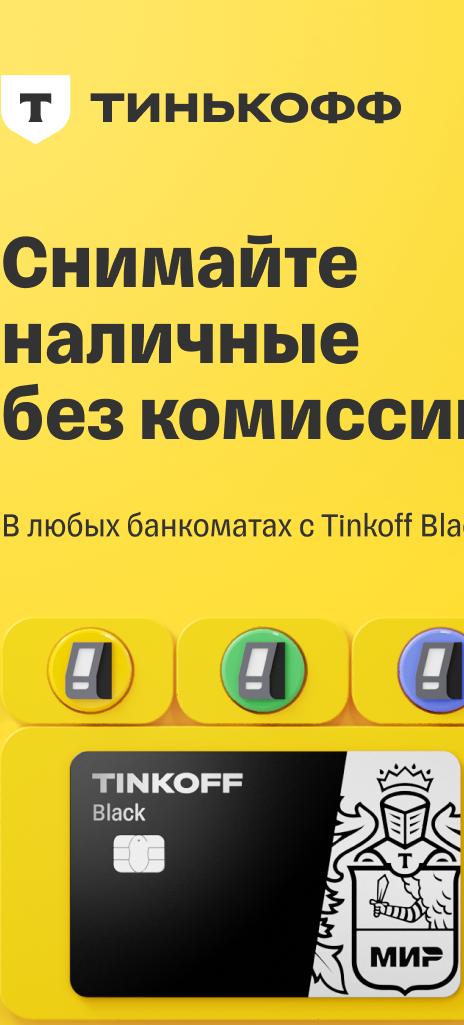 Т ТИНЬКОФФ
Снимайте
наличные
без комисси
В любых банкоматах с Tinkoff Bla
TINKOFF
Black
Т
МИР